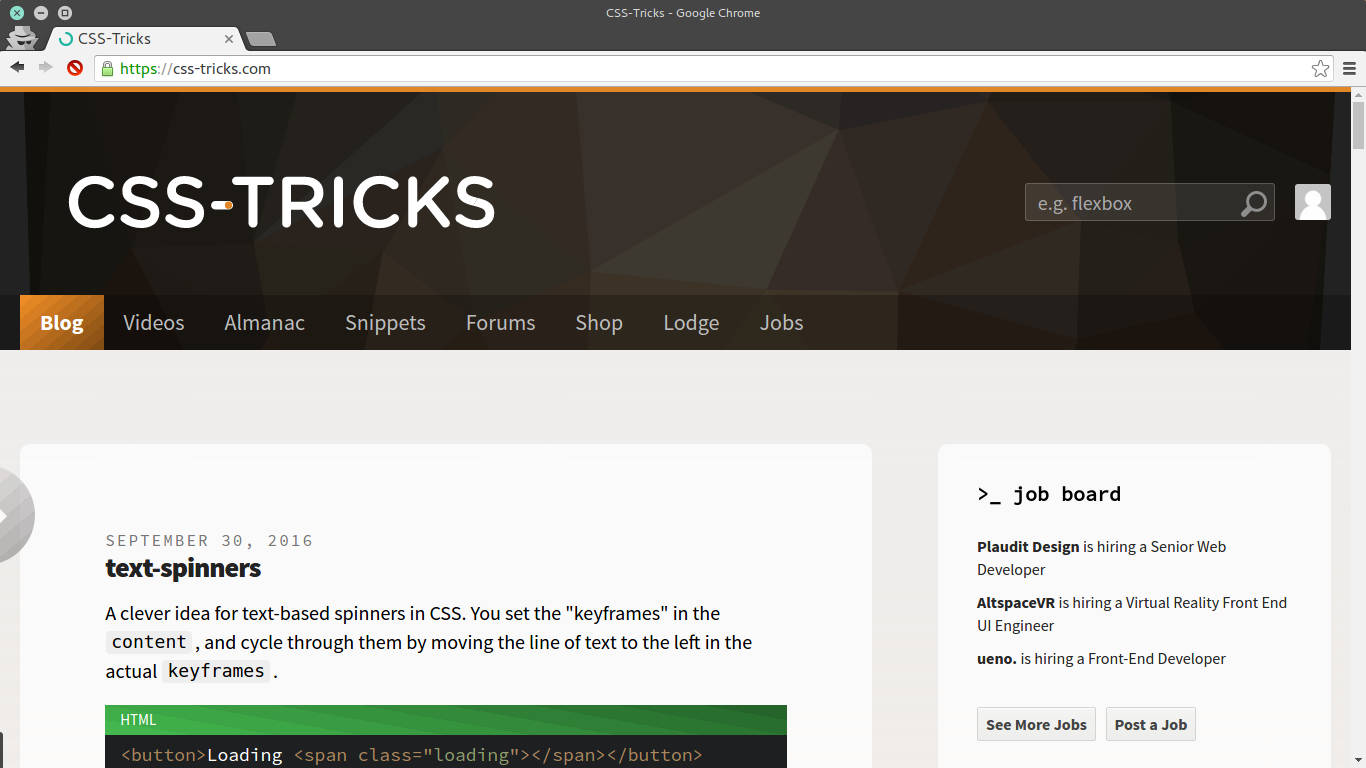 CSS-Tricks - Google Chrome
CSS-Tricks
https://css-tricks.com
CSS-TRICKS
e.g. flexbox
Blog Videos Almanac Snippets Forums Shop Lodge Jobs
SEPTEMBER 30, 2016
text-spinners
A clever idea for text-based spinners in CSS. You set the "keyframes" in the
content , and cycle through them by moving the line of text to the left in the
actual keyframes .
HTML
<button>Loading <span class="loading"></span></button>
>_ job board
Plaudit Design is hiring a Senior Web
Developer
AltspaceVR is hiring a Virtual Reality Front End
UI Engineer
ueno. is hiring a Front-End Developer
See More Jobs Post a Job